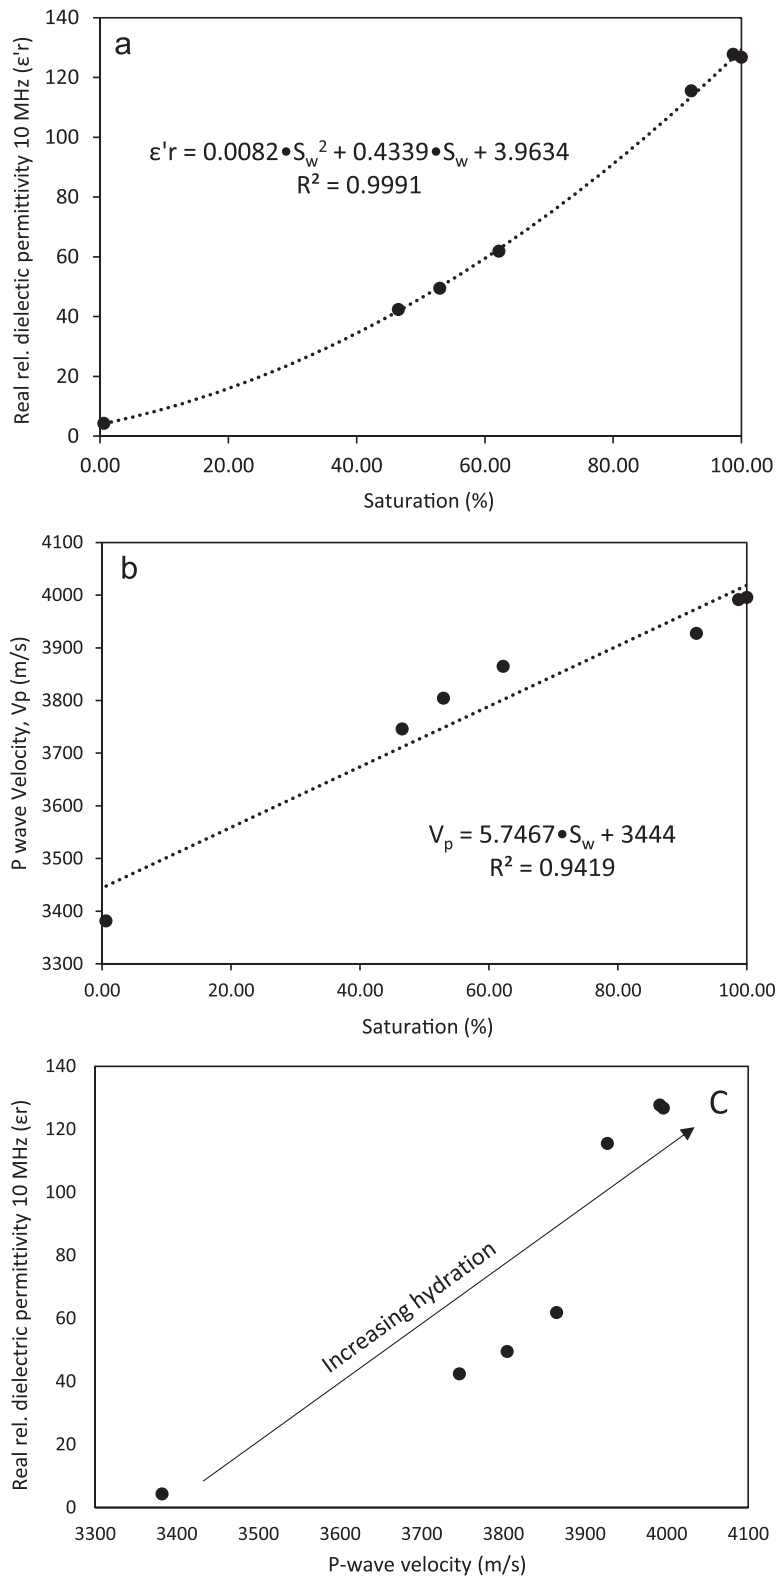 a
Real rel. dielectic permittivity 10 MHz (ε'r)
140
120
100
80
60
40
20
0
ε'r = 0.0082•Sw² + 0.4339•Sw + 3.9634
R² = 0.9991
0.00 20.00 40.00 60.00 80.00 100.00
Saturation (%)
b
P wave Velocity, Vp (m/s)
4100
4000
3900
3800
3700
3600
3500
3400
3300
Vp = 5.7467•Sw + 3444
R² = 0.9419
0.00 20.00 40.00 60.00 80.00 100.00
Saturation (%)
C
Real rel. dielectric permittivity 10 MHz (εr)
140
120
100
80
60
40
20
0
Increasing hydration
3300 3400 3500 3600 3700 3800 3900 4000 4100
P-wave velocity (m/s)